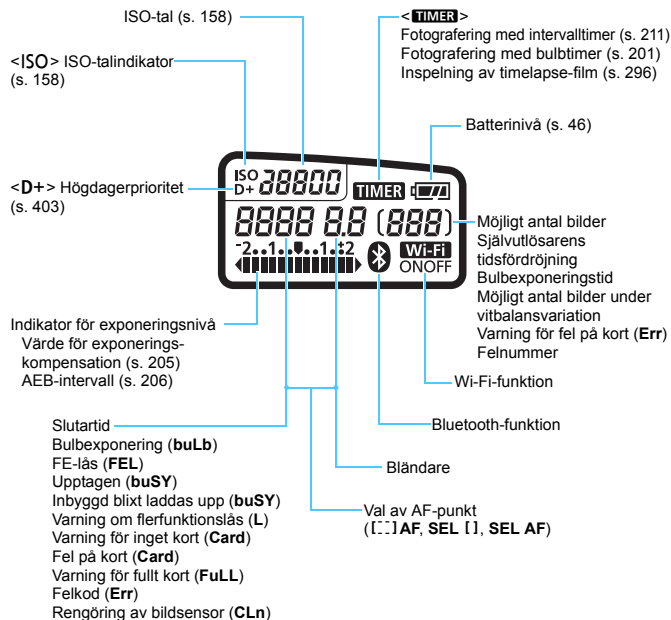 ISO-tal (s. 158)
<TIMER>
Fotografering med intervalltimer (s. 211)
Fotografering med bulbtimer (s. 201)
Inspelning av timelapse-film (s. 296)
<ISO> ISO-talindikator
(s. 158)
Batterinivå (s. 46)
<D+> Högdagerprioritet
(s. 403)
ISO
D+ 38800 TIMER
8888 8.8 (888)
-2..1..0..1.+2 Wi-Fi
ONOFF
Möjligt antal bilder
Självutlösarens
tidsfördröjning
Bulbexponeringstid
Möjligt antal bilder under
vitbalansvariation
Varning för fel på kort (Err)
Felnummer
Indikator för exponeringsnivå
Värde för exponerings-
kompensation (s. 205)
AEB-intervall (s. 206)
Wi-Fi-funktion
Bluetooth-funktion
Slutartid
Bulbexponering (buLb)
FE-lås (FEL)
Upptagen (buSY)
Inbyggd blixt laddas upp (buSY)
Varning om flerfunktionslås (L)
Varning för inget kort (Card)
Fel på kort (Card)
Varning för fullt kort (FuLL)
Felkod (Err)
Rengöring av bildsensor (CLn)
Bländare
Val av AF-punkt
([ ] AF, SEL [ ], SEL AF)